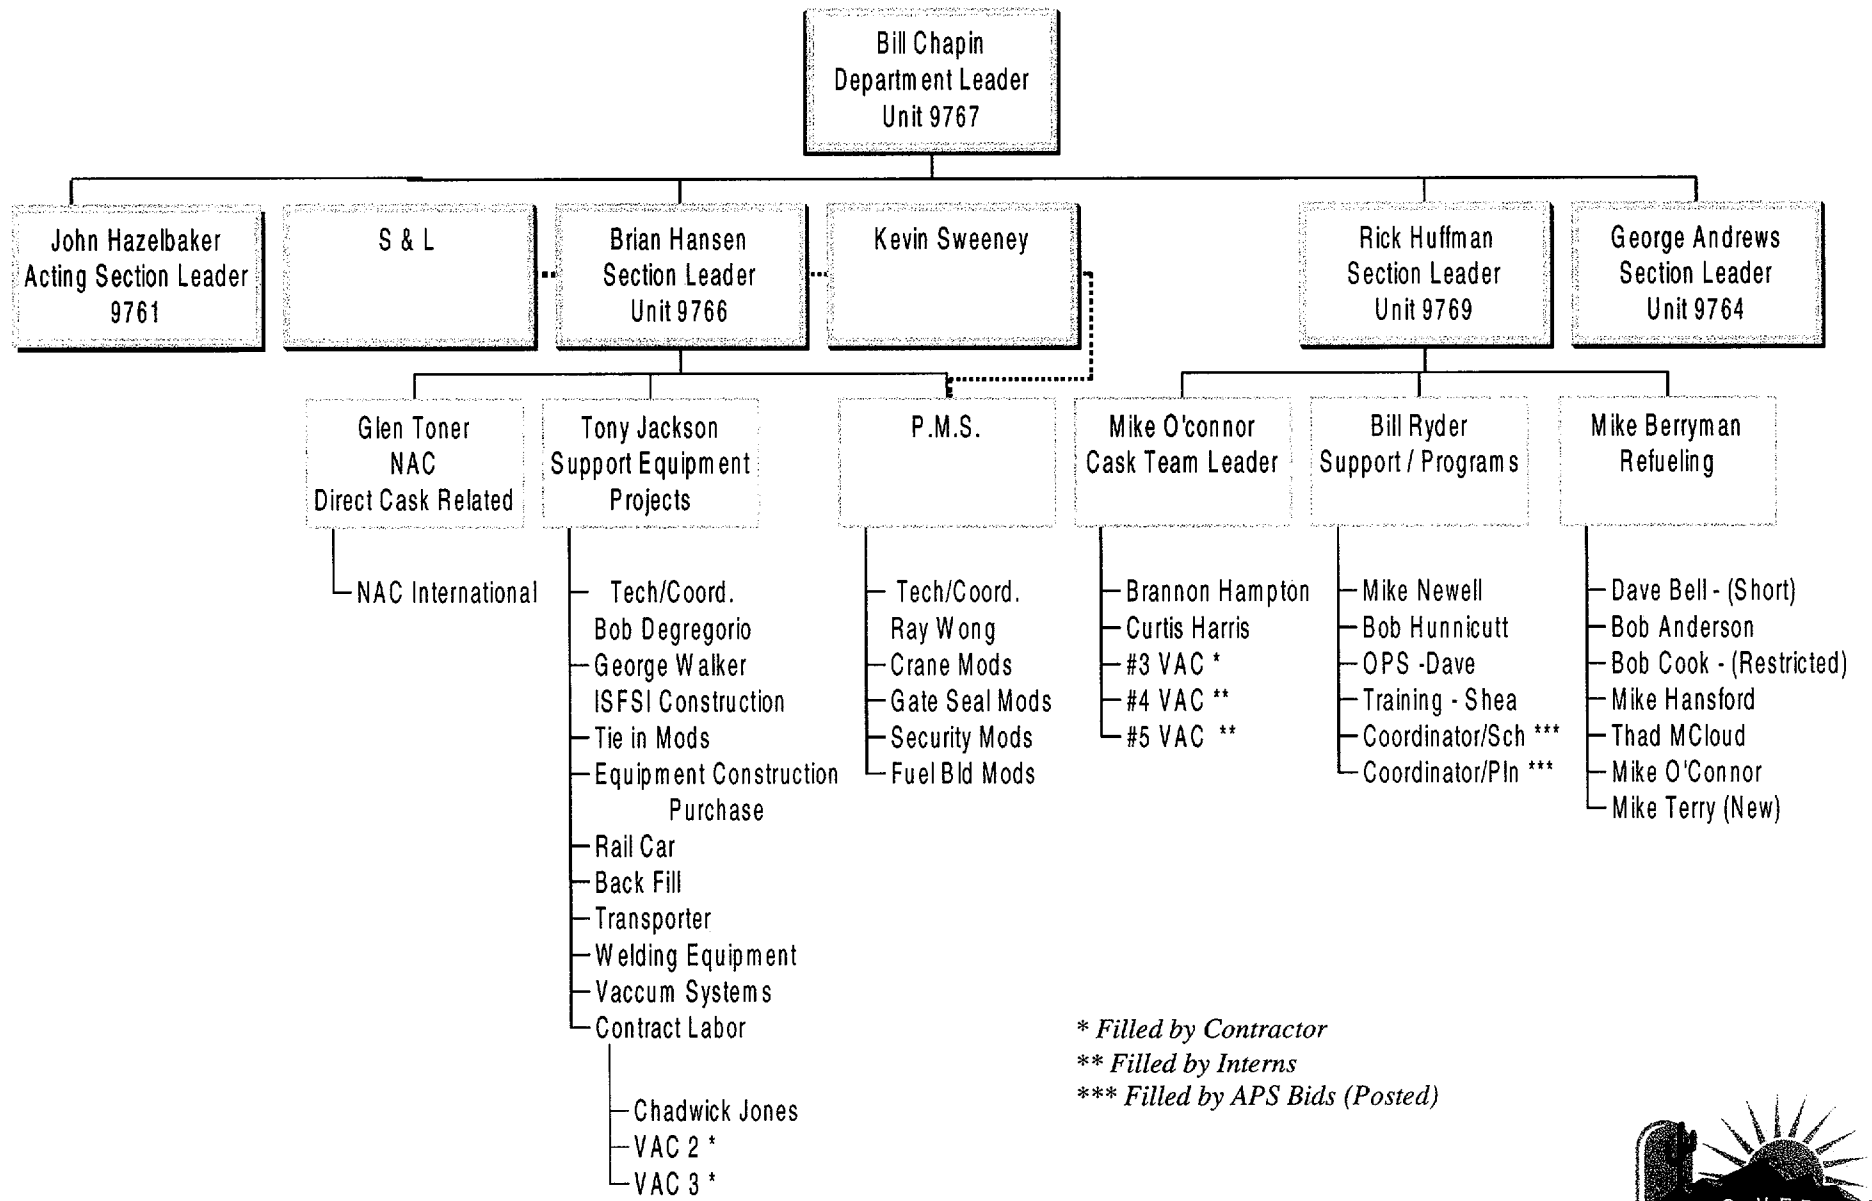 Bill Chapin
Department Leader
Unit 9767
John Hazelbaker
Acting Section Leader
9761
S & L
Brian Hansen
Section Leader
Unit 9766
Kevin Sweeney
Rick Huffman
Section Leader
Unit 9769
George Andrews
Section Leader
Unit 9764
Glen Toner
NAC
Direct Cask Related
Tony Jackson
Support Equipment
Projects
P.M.S.
Mike O'connor
Cask Team Leader
Bill Ryder
Support / Programs
Mike Berryman
Refueling
NAC International
Tech/Coord.
Bob Degregorio
George Walker
ISFSI Construction
Tie in Mods
Equipment Construction
Purchase
Rail Car
Back Fill
Transporter
Welding Equipment
Vaccum Systems
Contract Labor
Chadwick Jones
VAC 2 *
VAC 3 *
Tech/Coord.
Ray Wong
Crane Mods
Gate Seal Mods
Security Mods
Fuel Bld Mods
Brannon Hampton
Curtis Harris
#3 VAC *
#4 VAC **
#5 VAC **
Mike Newell
Bob Hunnicutt
OPS -Dave
Training - Shea
Coordinator/Sch ***
Coordinator/Pln ***
Dave Bell - (Short)
Bob Anderson
Bob Cook - (Restricted)
Mike Hansford
Thad MCloud
Mike O'Connor
Mike Terry (New)
* Filled by Contractor
** Filled by Interns
*** Filled by APS Bids (Posted)